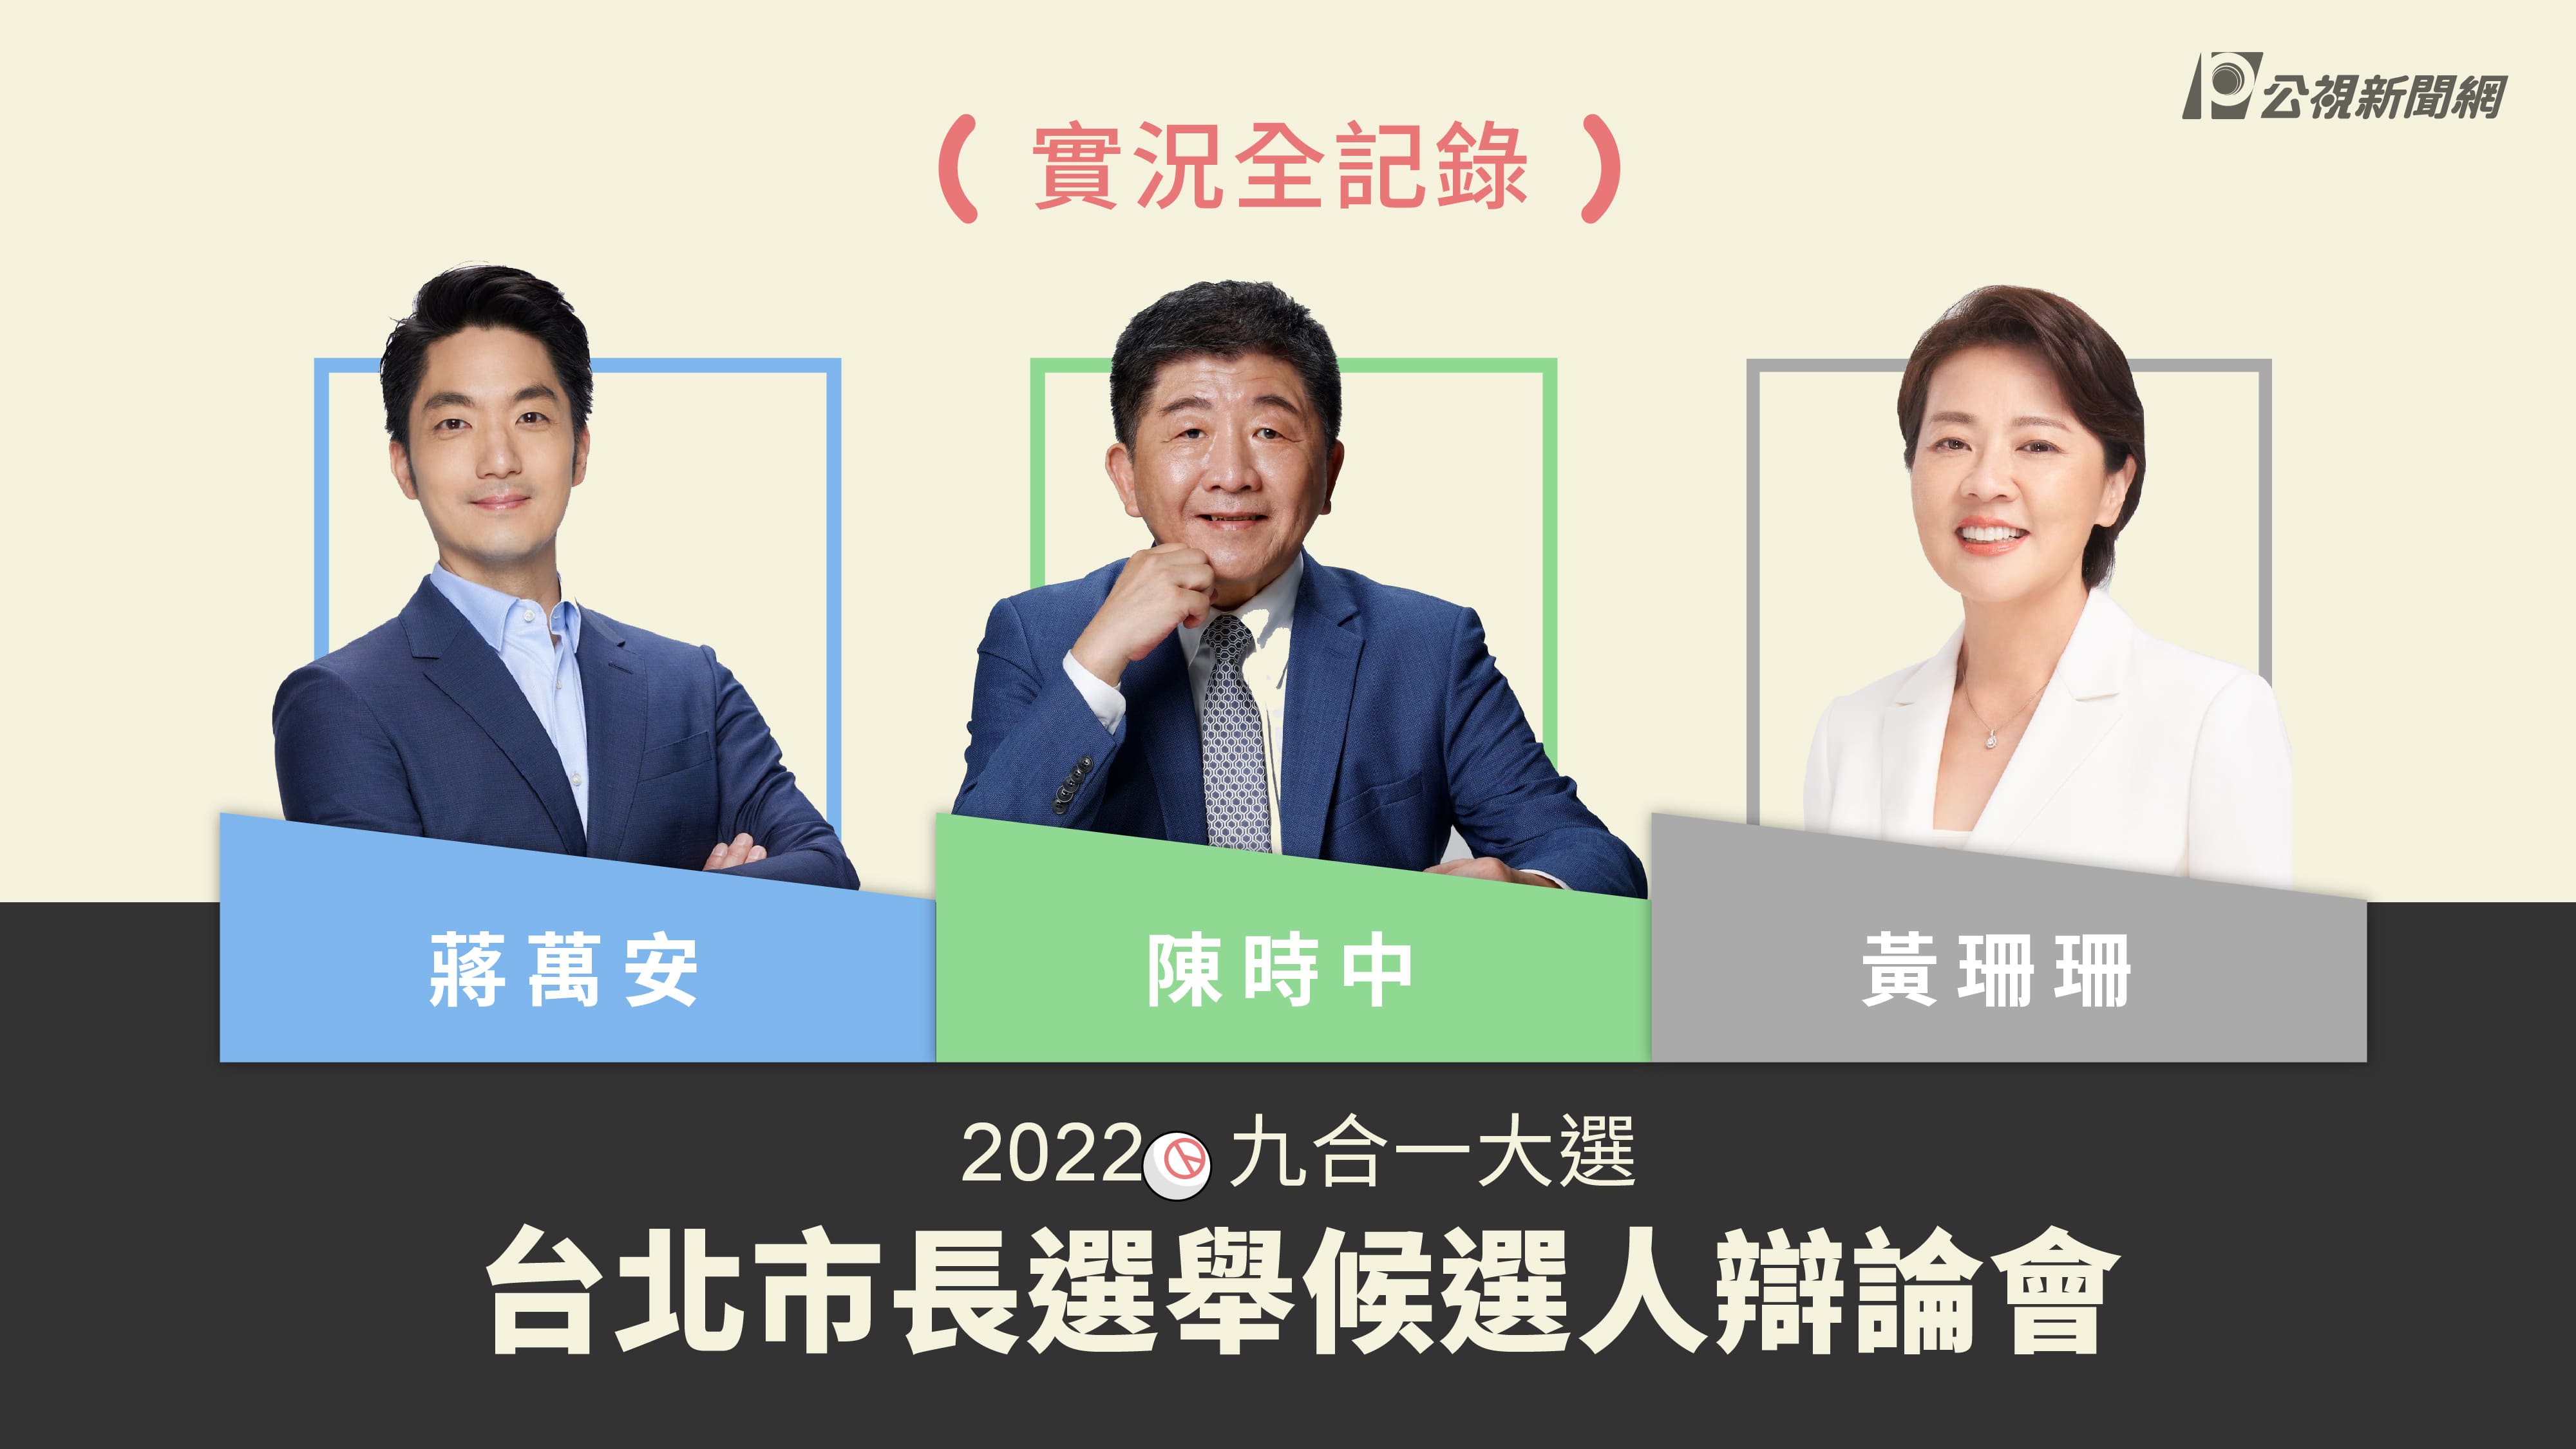 公視新聞網
( 實況全記錄 )
蔣萬安
陳時中
黃珊珊
2022 九合一大選
台北市長選舉候選人辯論會